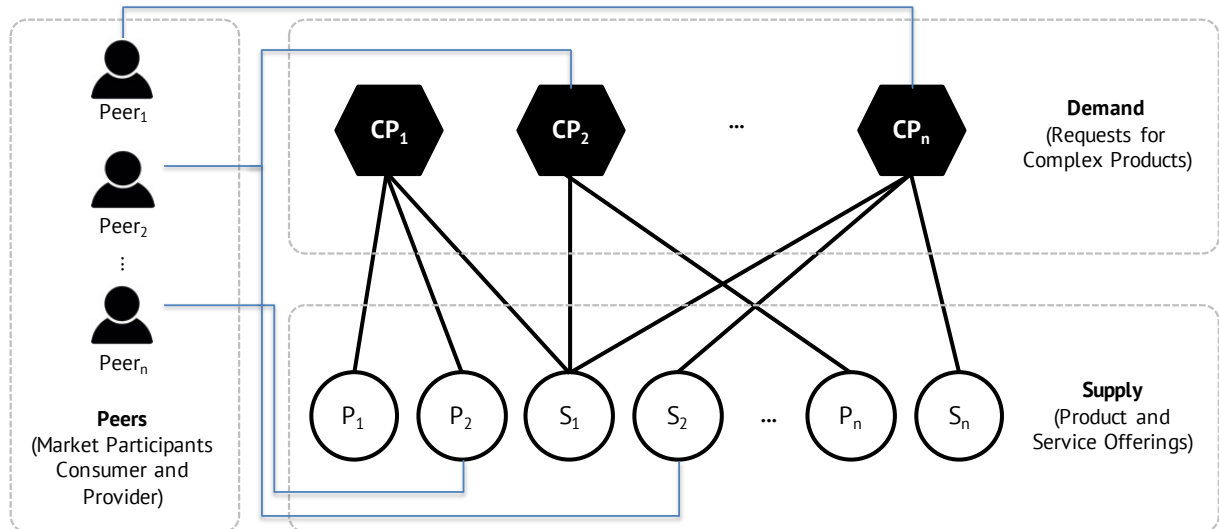 Peer₁
Peer₂
...
Peerₙ
Peers
(Market Participants
Consumer and
Provider)
CP₁
CP₂
...
CPₙ
Demand
(Requests for
Complex Products)
P₁
P₂
S₁
S₂
...
Pₙ
Sₙ
Supply
(Product and
Service Offerings)